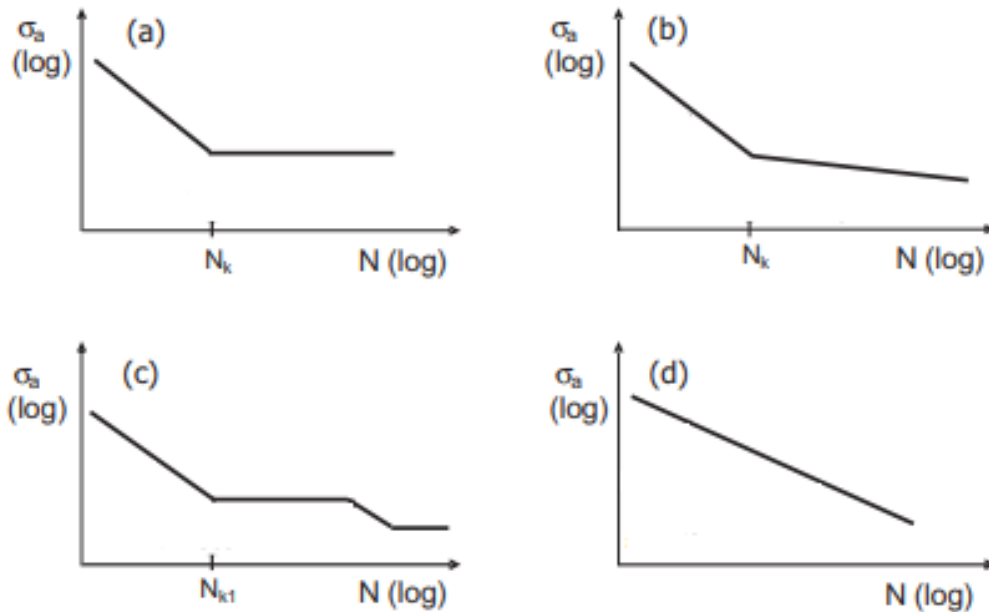 σa (a)
(log)
Nk N (log)
σa (b)
(log)
Nk N (log)
σa (c)
(log)
Nk1 N (log)
σa (d)
(log)
N (log)